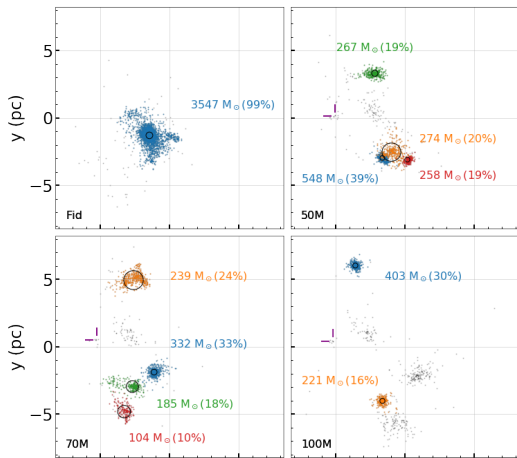 5
0
−5
y (pc)
3547 M⊙(99%)
Fid
267 M⊙(19%)
274 M⊙(20%)
548 M⊙(39%)
258 M⊙(19%)
50M
5
0
−5
y (pc)
239 M⊙(24%)
332 M⊙(33%)
185 M⊙(18%)
104 M⊙(10%)
70M
403 M⊙(30%)
221 M⊙(16%)
100M